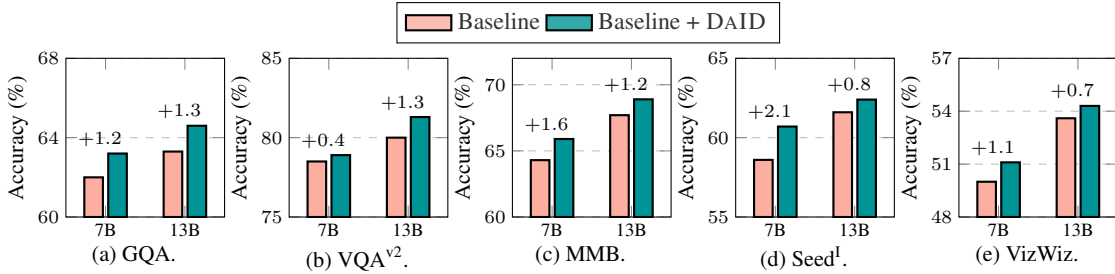 Baseline Baseline + DAID
Accuracy (%)
68
64
60
+1.2
+1.3
7B 13B
(a) GQA.
Accuracy (%)
85
80
75
+0.4
+1.3
7B 13B
(b) VQAᵛ².
Accuracy (%)
70
65
60
+1.6
+1.2
7B 13B
(c) MMB.
Accuracy (%)
65
60
55
+2.1
+0.8
7B 13B
(d) Seedᴵ.
Accuracy (%)
57
54
51
48
+1.1
+0.7
7B 13B
(e) VizWiz.